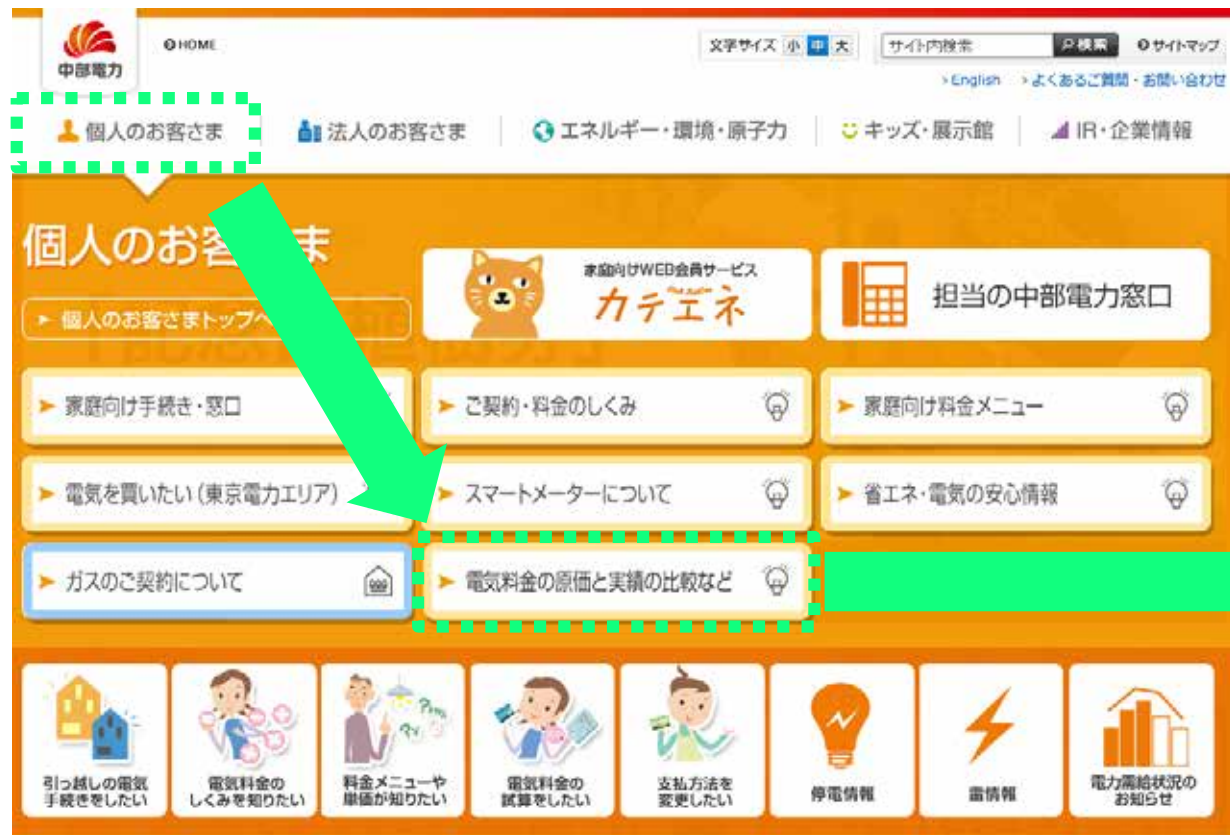 中部電力
HOME
文字サイズ 小 中 大
サイト内検索
検索
サイトマップ
English
よくあるご質問・お問い合わせ
個人のお客さま
法人のお客さま
エネルギー・環境・原子力
キッズ・展示館
IR・企業情報
個人のお客さま
個人のお客さまトップへ
家庭向けWEB会員サービス
カテエネ
担当の中部電力窓口
家庭向け手続き・窓口
ご契約・料金のしくみ
家庭向け料金メニュー
電気を買いたい（東京電力エリア）
スマートメーターについて
省エネ・電気の安心情報
ガスのご契約について
電気料金の原価と実績の比較など
引っ越しの電気
手続きをしたい
電気料金の
しくみを知りたい
料金メニューや
単価が知りたい
電気料金の
試算をしたい
支払方法を
変更したい
停電情報
雷情報
電力需給状況の
お知らせ